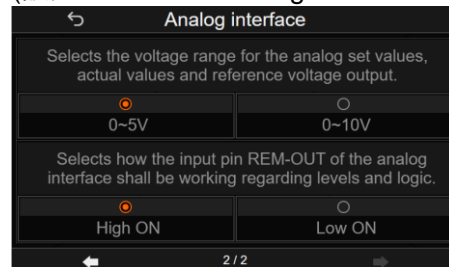 Analog interface
Selects the voltage range for the analog set values,
actual values and reference voltage output.
0~5V
0~10V
Selects how the input pin REM-OUT of the analog
interface shall be working regarding levels and logic.
High ON
Low ON
2 / 2